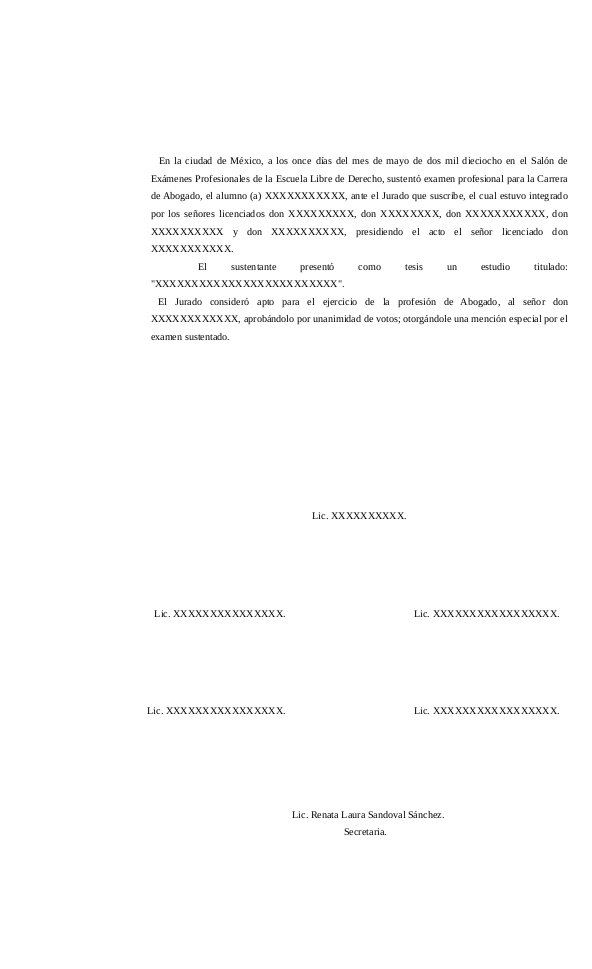 En la ciudad de México, a los once días del mes de mayo de dos mil dieciocho en el Salón de
Exámenes Profesionales de la Escuela Libre de Derecho, sustentó examen profesional para la Carrera
de Abogado, el alumno (a) XXXXXXXXXXX, ante el Jurado que suscribe, el cual estuvo integrado
por los señores licenciados don XXXXXXXXX, don XXXXXXXX, don XXXXXXXXXXX, don
XXXXXXXXXX y don XXXXXXXXXX, presidiendo el acto el señor licenciado don
XXXXXXXXXXX.
El sustentante presentó como tesis un estudio titulado:
"XXXXXXXXXXXXXXXXXXXXXXXXX".
El Jurado consideró apto para el ejercicio de la profesión de Abogado, al señor don
XXXXXXXXXXXX, aprobándolo por unanimidad de votos; otorgándole una mención especial por el
examen sustentado.
Lic. XXXXXXXXXX.
Lic. XXXXXXXXXXXXXXX. Lic. XXXXXXXXXXXXXXXXX.
Lic. XXXXXXXXXXXXXXXX. Lic. XXXXXXXXXXXXXXXXX.
Lic. Renata Laura Sandoval Sánchez.
Secretaria.